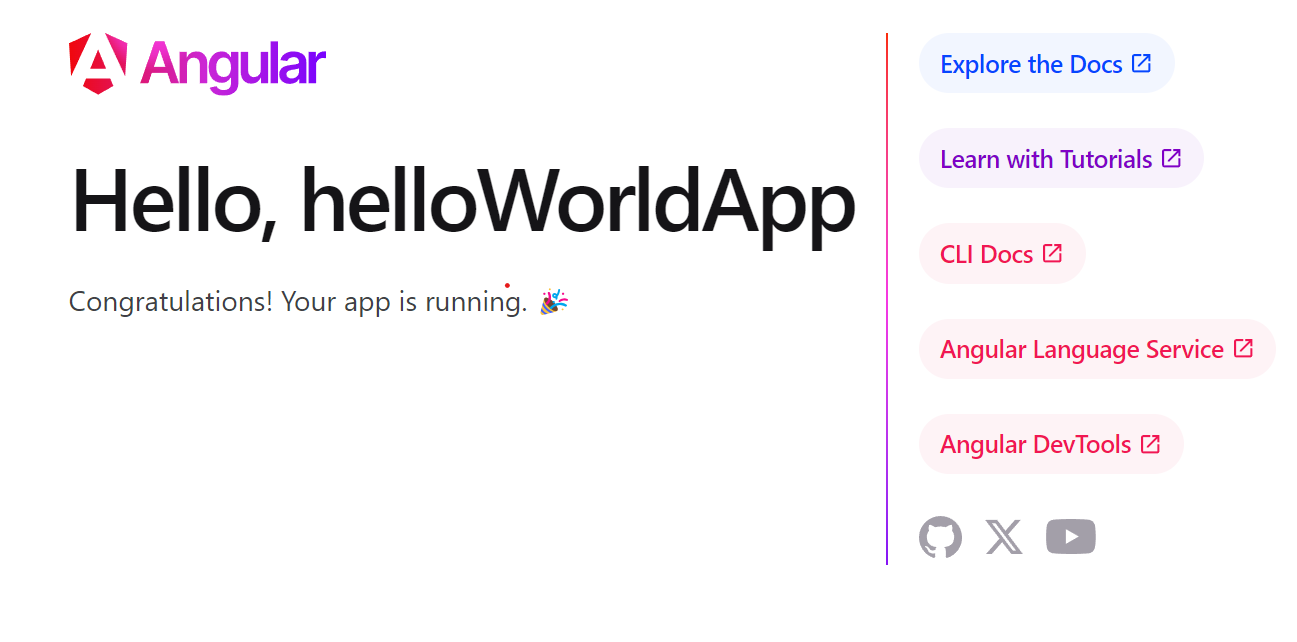 Angular
Hello, helloWorldApp
Congratulations! Your app is running. 🎉
Explore the Docs
Learn with Tutorials
CLI Docs
Angular Language Service
Angular DevTools